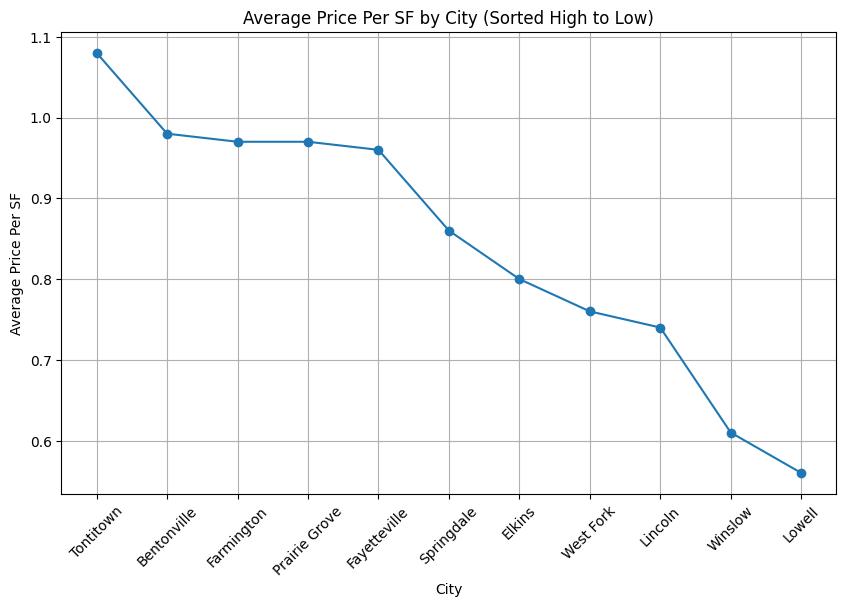 Average Price Per SF by City (Sorted High to Low)
Average Price Per SF
1.1
1.0
0.9
0.8
0.7
0.6
Tontitown
Bentonville
Farmington
Prairie Grove
Fayetteville
Springdale
Elkins
West Fork
Lincoln
Winslow
Lowell
City